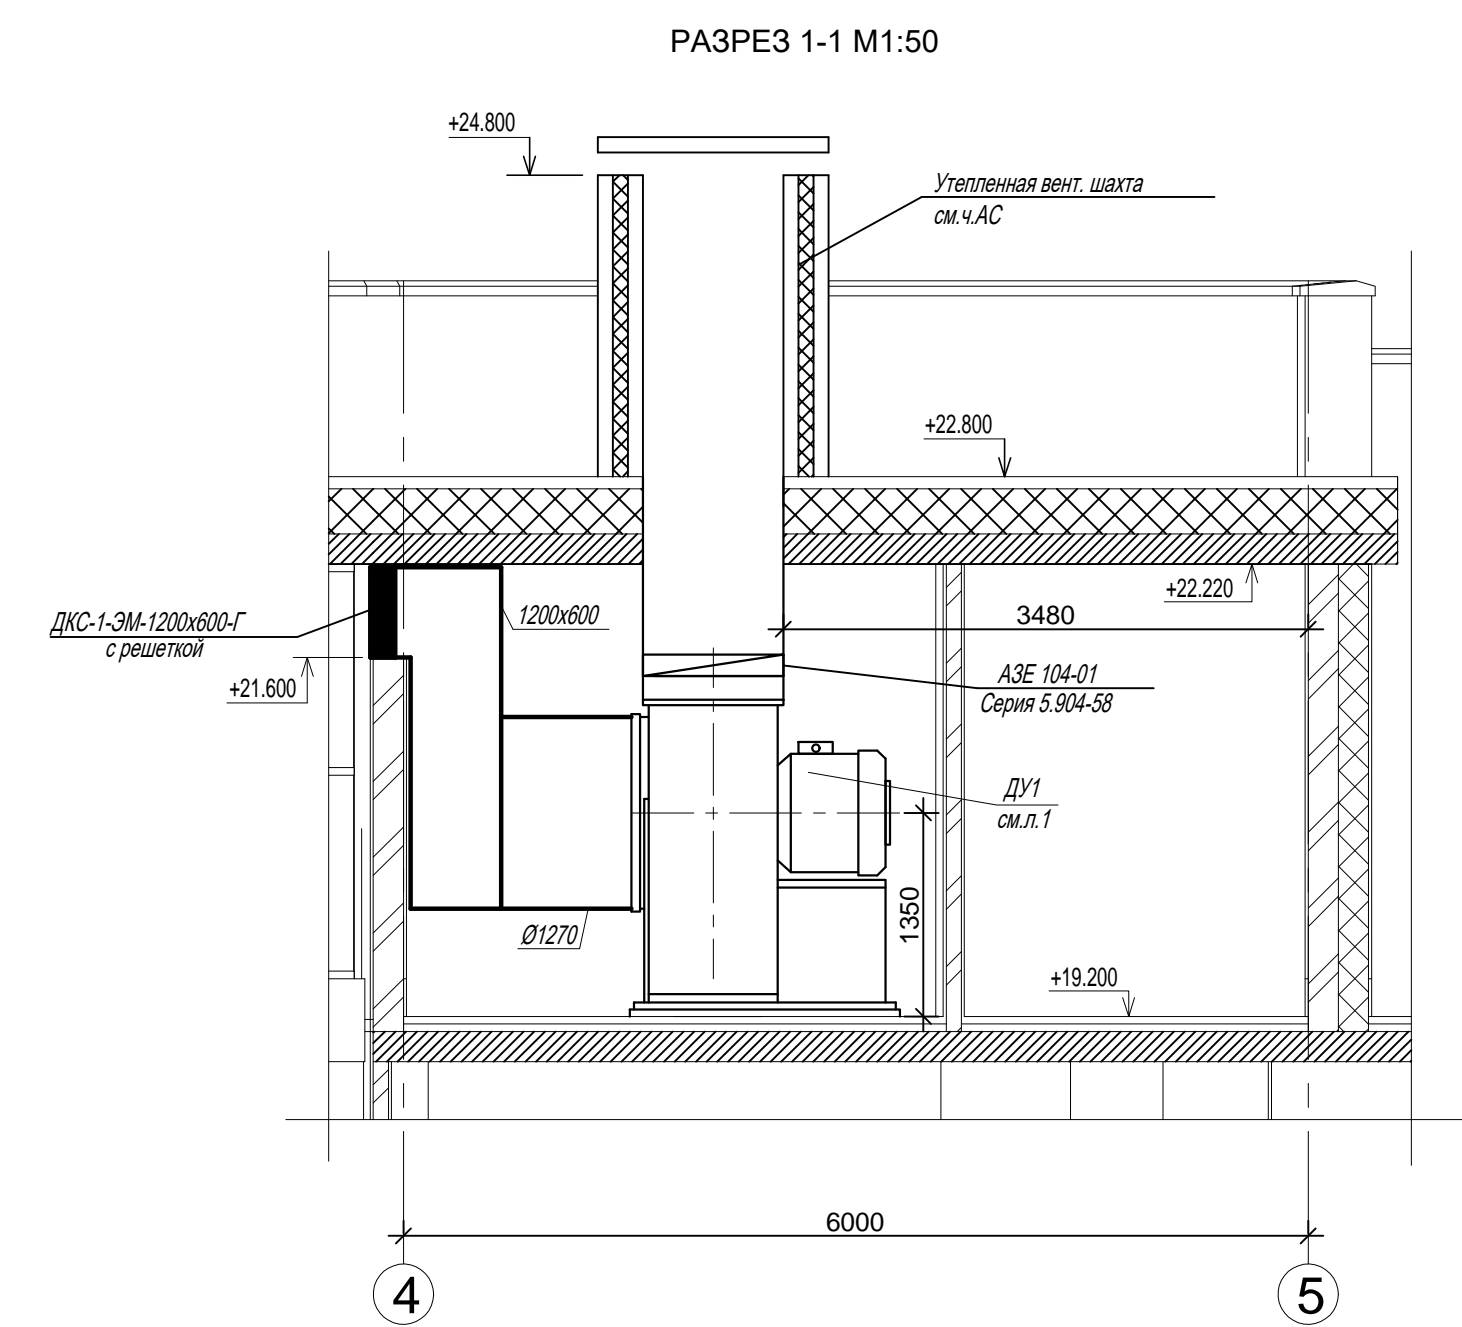 РАЗРЕЗ 1-1 М1:50
+24.800
Утепленная вент. шахта
см.ч.АС
+22.800
+22.220
ДКС-1-ЭМ-1200х600-Г
с решеткой
1200х600
3480
+21.600
АЗЕ 104-01
Серия 5.904-58
ДУ1
см.л.1
1350
Ø1270
+19.200
6000
4
5